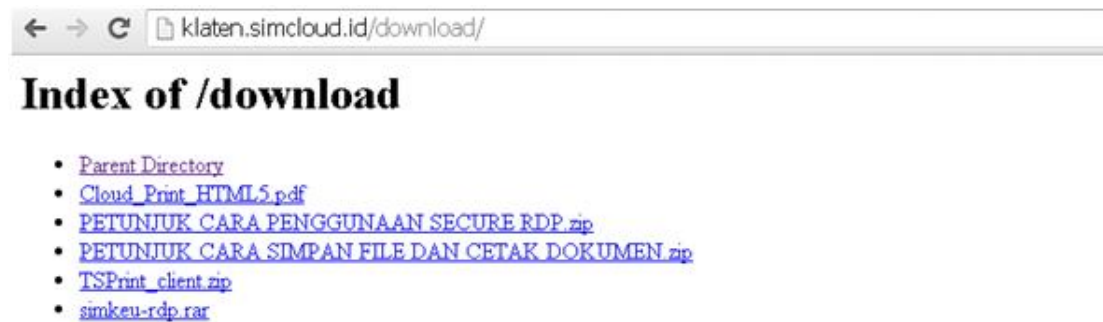 klaten.simcloud.id/download/
Index of /download
Parent Directory
Cloud_Print_HTML5.pdf
PETUNJUK CARA PENGGUNAAN SECURE RDP.zip
PETUNJUK CARA SIMPAN FILE DAN CETAK DOKUMEN.zip
TSPrint_client.zip
simkeu-rdp.rar